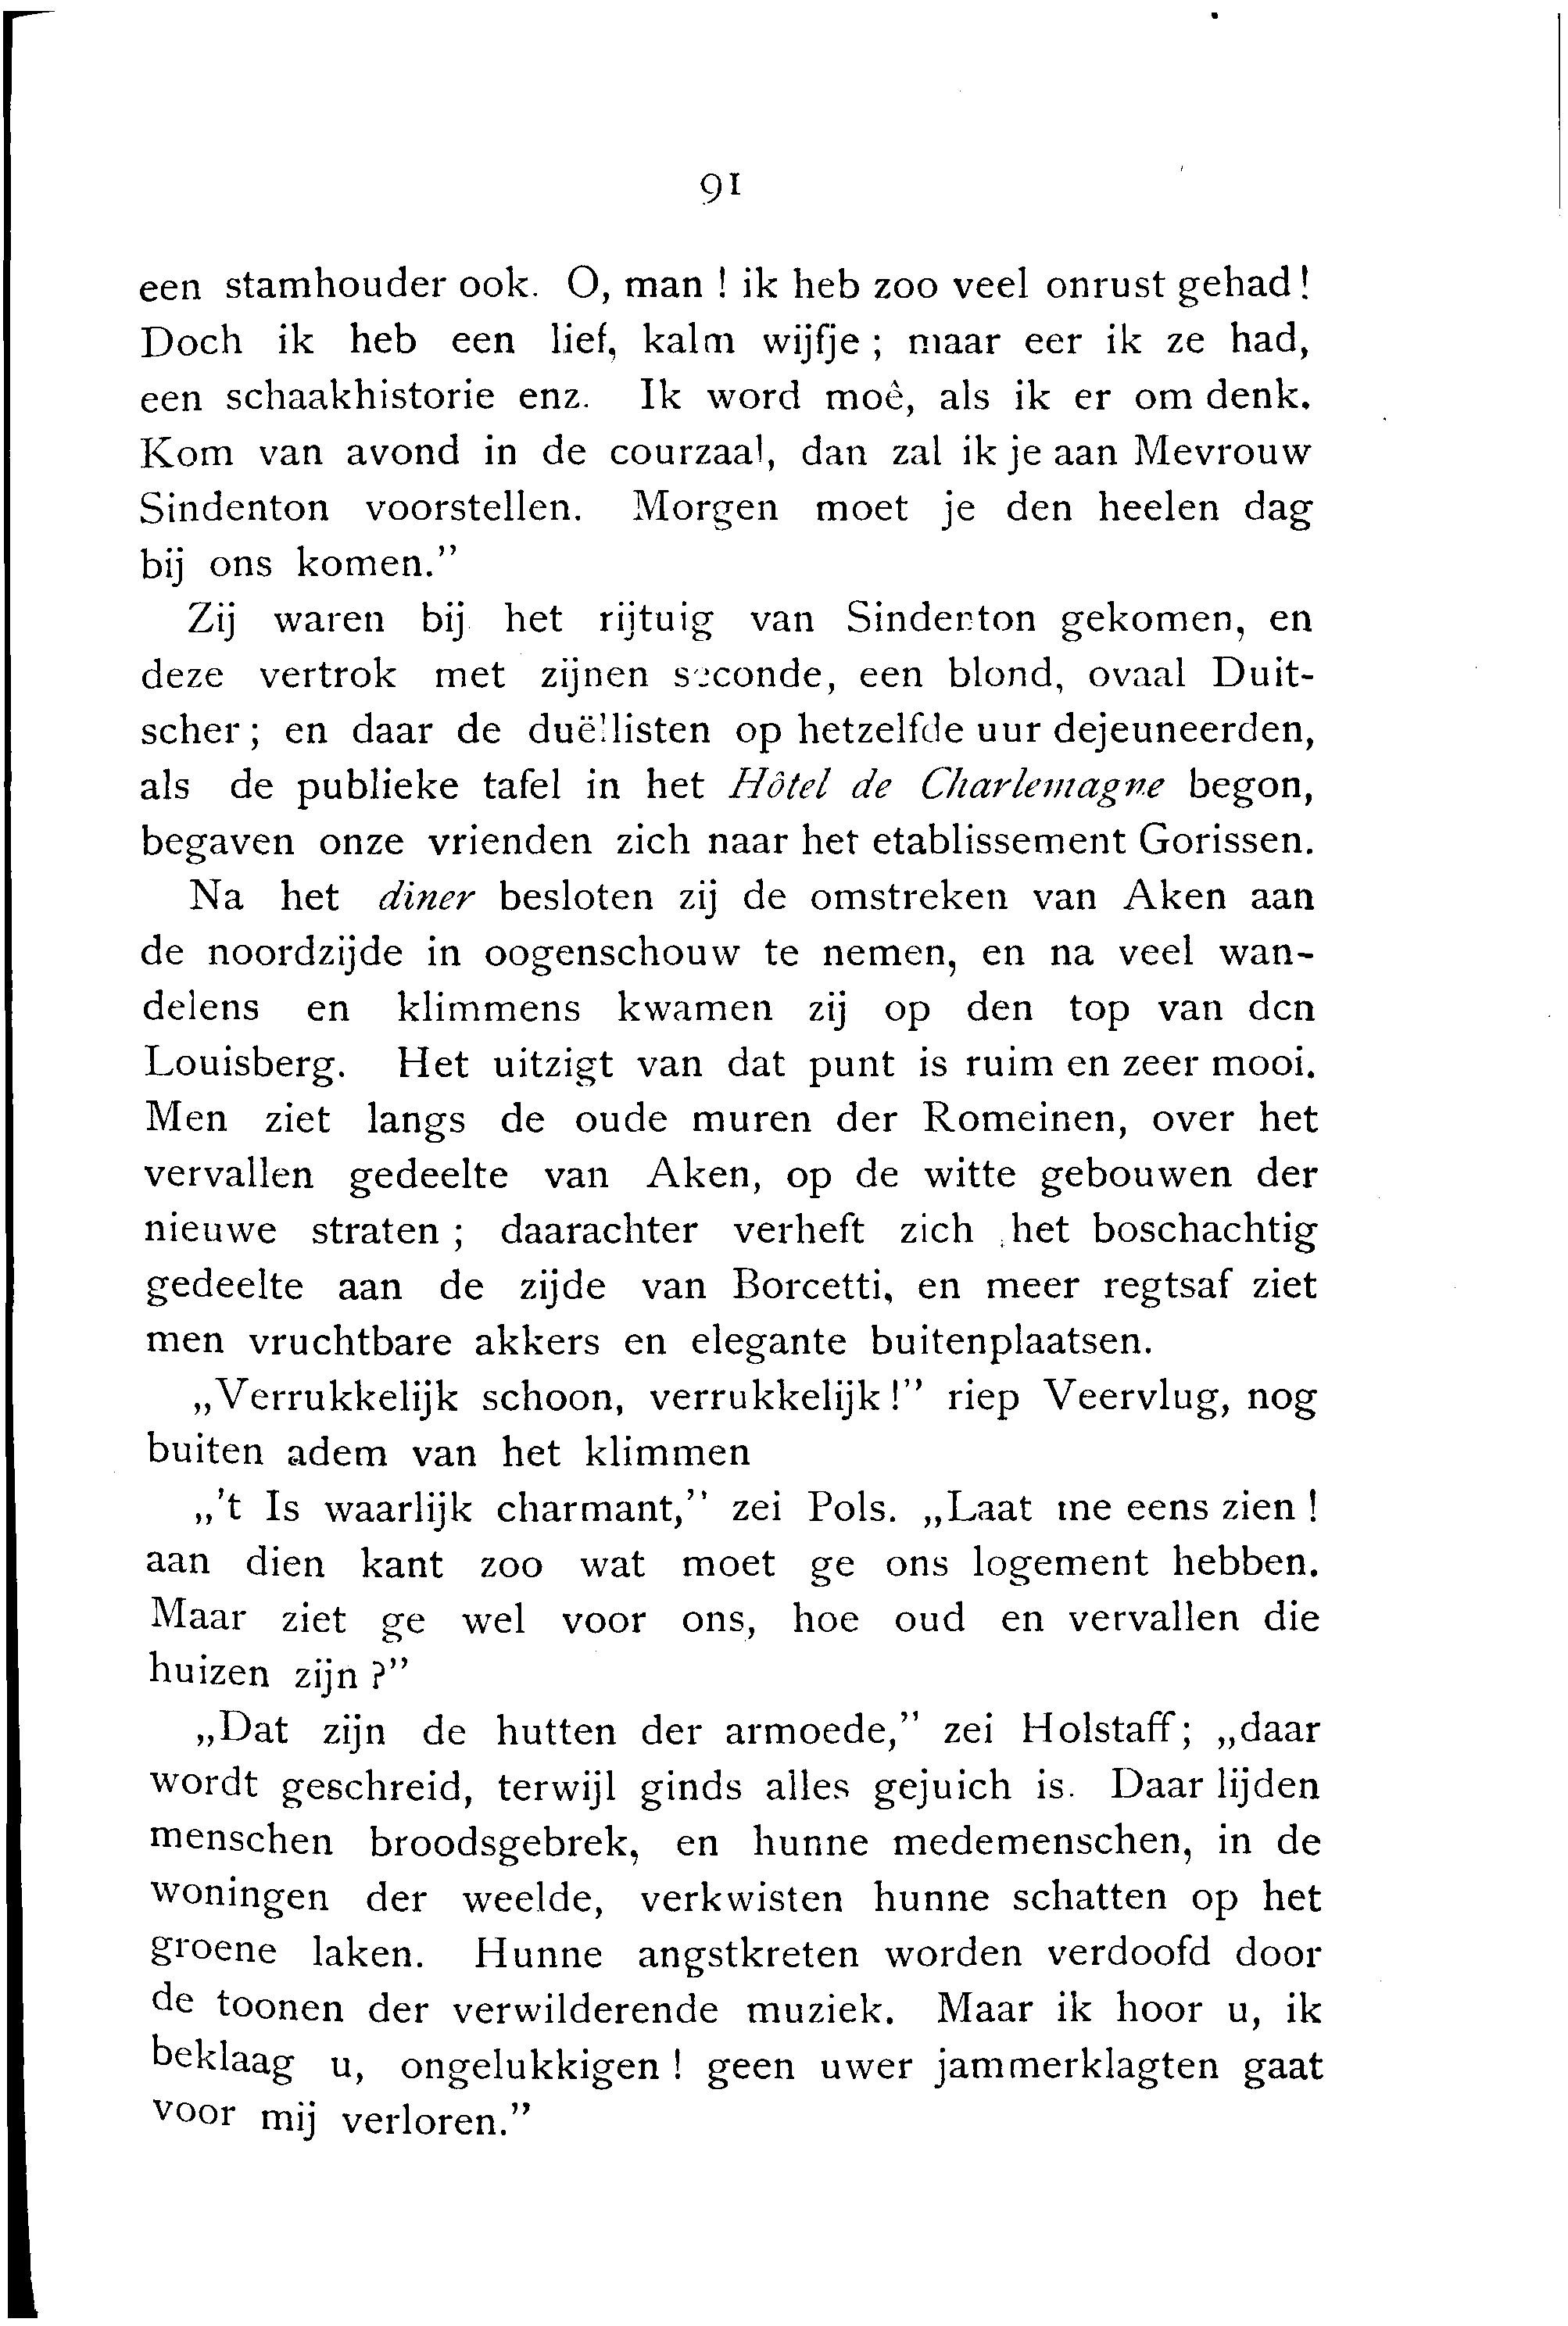 91
een stamhouder ook. O, man ! ik heb zoo veel onrust gehad !
Doch ik heb een lief, kalm wijfje ; maar eer ik ze had,
een schaakhistorie enz. Ik word moê, als ik er om denk.
Kom van avond in de courzaal, dan zal ik je aan Mevrouw
Sindenton voorstellen. Morgen moet je den heelen dag
bij ons komen.”
Zij waren bij het rijtuig van Sindenton gekomen, en
deze vertrok met zijnen seconde, een blond, ovaal Duit-
scher ; en daar de duëllisten op hetzelfde uur dejeuneerden,
als de publieke tafel in het Hôtel de Charlemagne begon,
begaven onze vrienden zich naar het etablissement Gorissen.
Na het diner besloten zij de omstreken van Aken aan
de noordzijde in oogenschouw te nemen, en na veel wan-
delens en klimmens kwamen zij op den top van den
Louisberg. Het uitzigt van dat punt is ruim en zeer mooi.
Men ziet langs de oude muren der Romeinen, over het
vervallen gedeelte van Aken, op de witte gebouwen der
nieuwe straten ; daarachter verheft zich het boschachtig
gedeelte aan de zijde van Borcetti, en meer regtsaf ziet
men vruchtbare akkers en elegante buitenplaatsen.
„Verrukkelijk schoon, verrukkelijk !” riep Veervlug, nog
buiten adem van het klimmen
„'t Is waarlijk charmant,” zei Pols. „Laat me eens zien !
aan dien kant zoo wat moet ge ons logement hebben.
Maar ziet ge wel voor ons, hoe oud en vervallen die
huizen zijn ?”
„Dat zijn de hutten der armoede,” zei Holstaff ; „daar
wordt geschreid, terwijl ginds alles gejuich is. Daar lijden
menschen broodsgebrek, en hunne medemenschen, in de
woningen der weelde, verkwisten hunne schatten op het
groene laken. Hunne angstkreten worden verdoofd door
de toonen der verwilderende muziek. Maar ik hoor u, ik
beklaag u, ongelukkigen ! geen uwer jammerklagten gaat
voor mij verloren.”